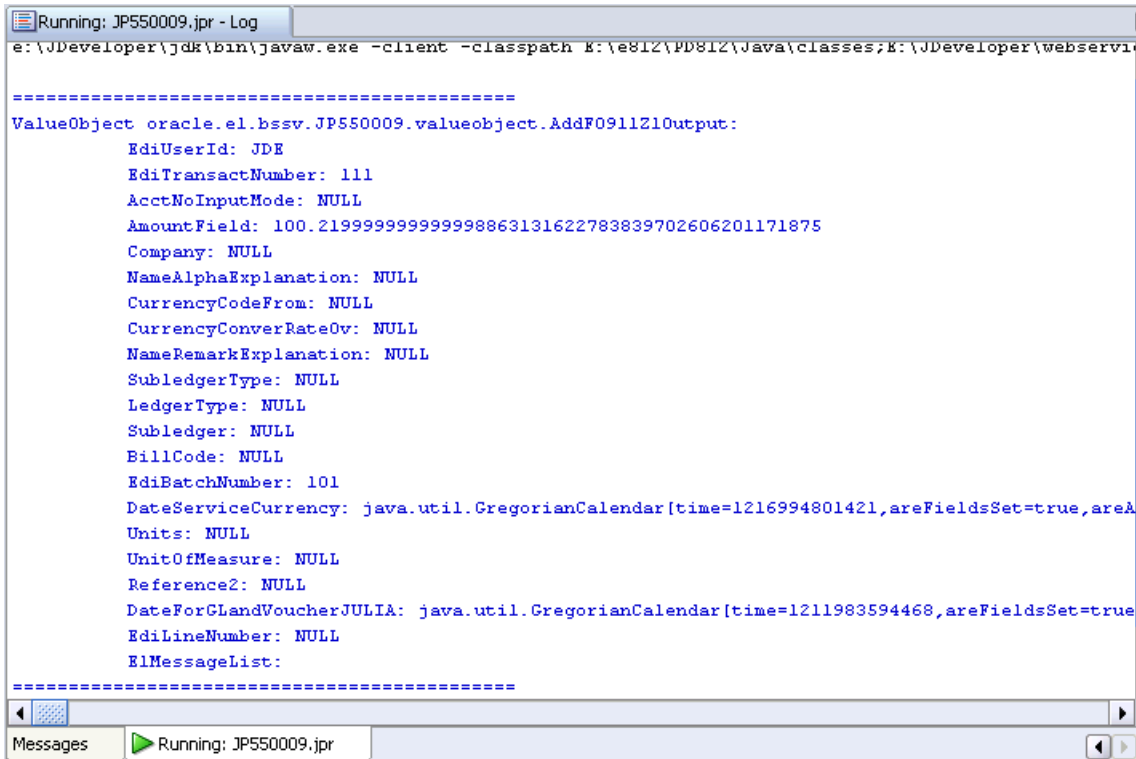 Running: JP550009.jpr - Log
e:\JDeveloper\jdk\bin\javaw.exe -client -classpath E:\e812\PD812\Java\classes;E:\JDeveloper\webservi
=============================================
ValueObject oracle.el.bssv.JP550009.valueobject.AddF0911Z1Output:
EdiUserId: JDE
EdiTransactNumber: 111
AcctNoInputMode: NULL
AmountField: 100.219999999999998863131622783839702606201171875
Company: NULL
NameAlphaExplanation: NULL
CurrencyCodeFrom: NULL
CurrencyConverRateOv: NULL
NameRemarkExplanation: NULL
SubledgerType: NULL
LedgerType: NULL
Subledger: NULL
BillCode: NULL
EdiBatchNumber: 101
DateServiceCurrency: java.util.GregorianCalendar[time=1216994801421,areFieldsSet=true,areA
Units: NULL
UnitOfMeasure: NULL
Reference2: NULL
DateForGLandVoucherJULIA: java.util.GregorianCalendar[time=1211983594468,areFieldsSet=true
EdiLineNumber: NULL
E1MessageList:
=============================================
Messages
Running: JP550009.jpr